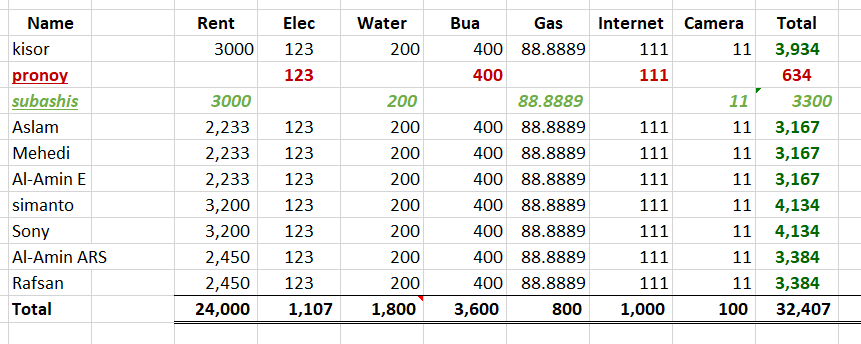 Name Rent Elec Water Bua Gas Internet Camera Total
kisor 3000 123 200 400 88.8889 111 11 3,934
pronoy 123 400 111 634
subashis 3000 200 88.8889 11 3300
Aslam 2,233 123 200 400 88.8889 111 11 3,167
Mehedi 2,233 123 200 400 88.8889 111 11 3,167
Al-Amin E 2,233 123 200 400 88.8889 111 11 3,167
simanto 3,200 123 200 400 88.8889 111 11 4,134
Sony 3,200 123 200 400 88.8889 111 11 4,134
Al-Amin ARS 2,450 123 200 400 88.8889 111 11 3,384
Rafsan 2,450 123 200 400 88.8889 111 11 3,384
Total 24,000 1,107 1,800 3,600 800 1,000 100 32,407